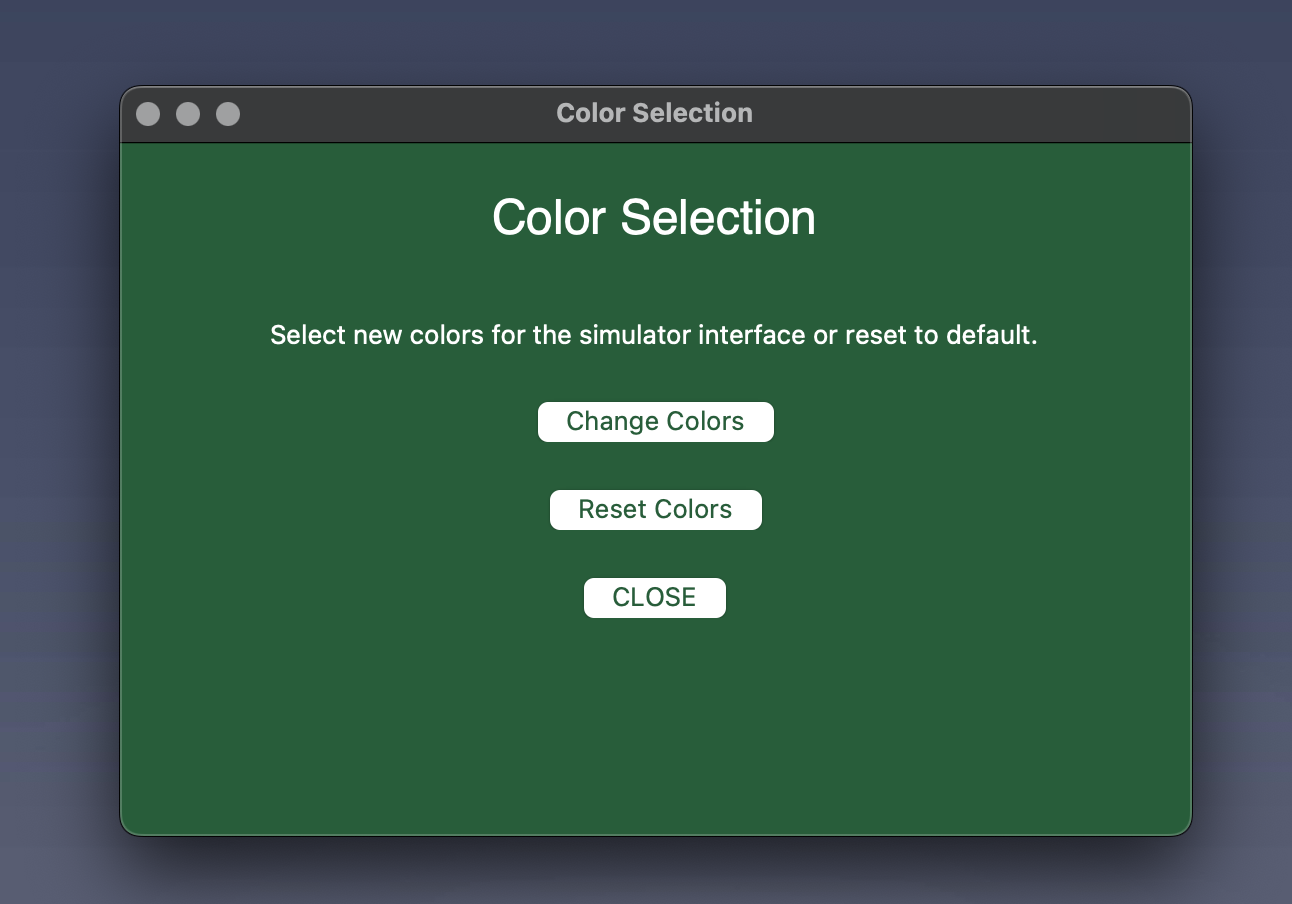 Color Selection
Color Selection
Select new colors for the simulator interface or reset to default.
Change Colors
Reset Colors
CLOSE